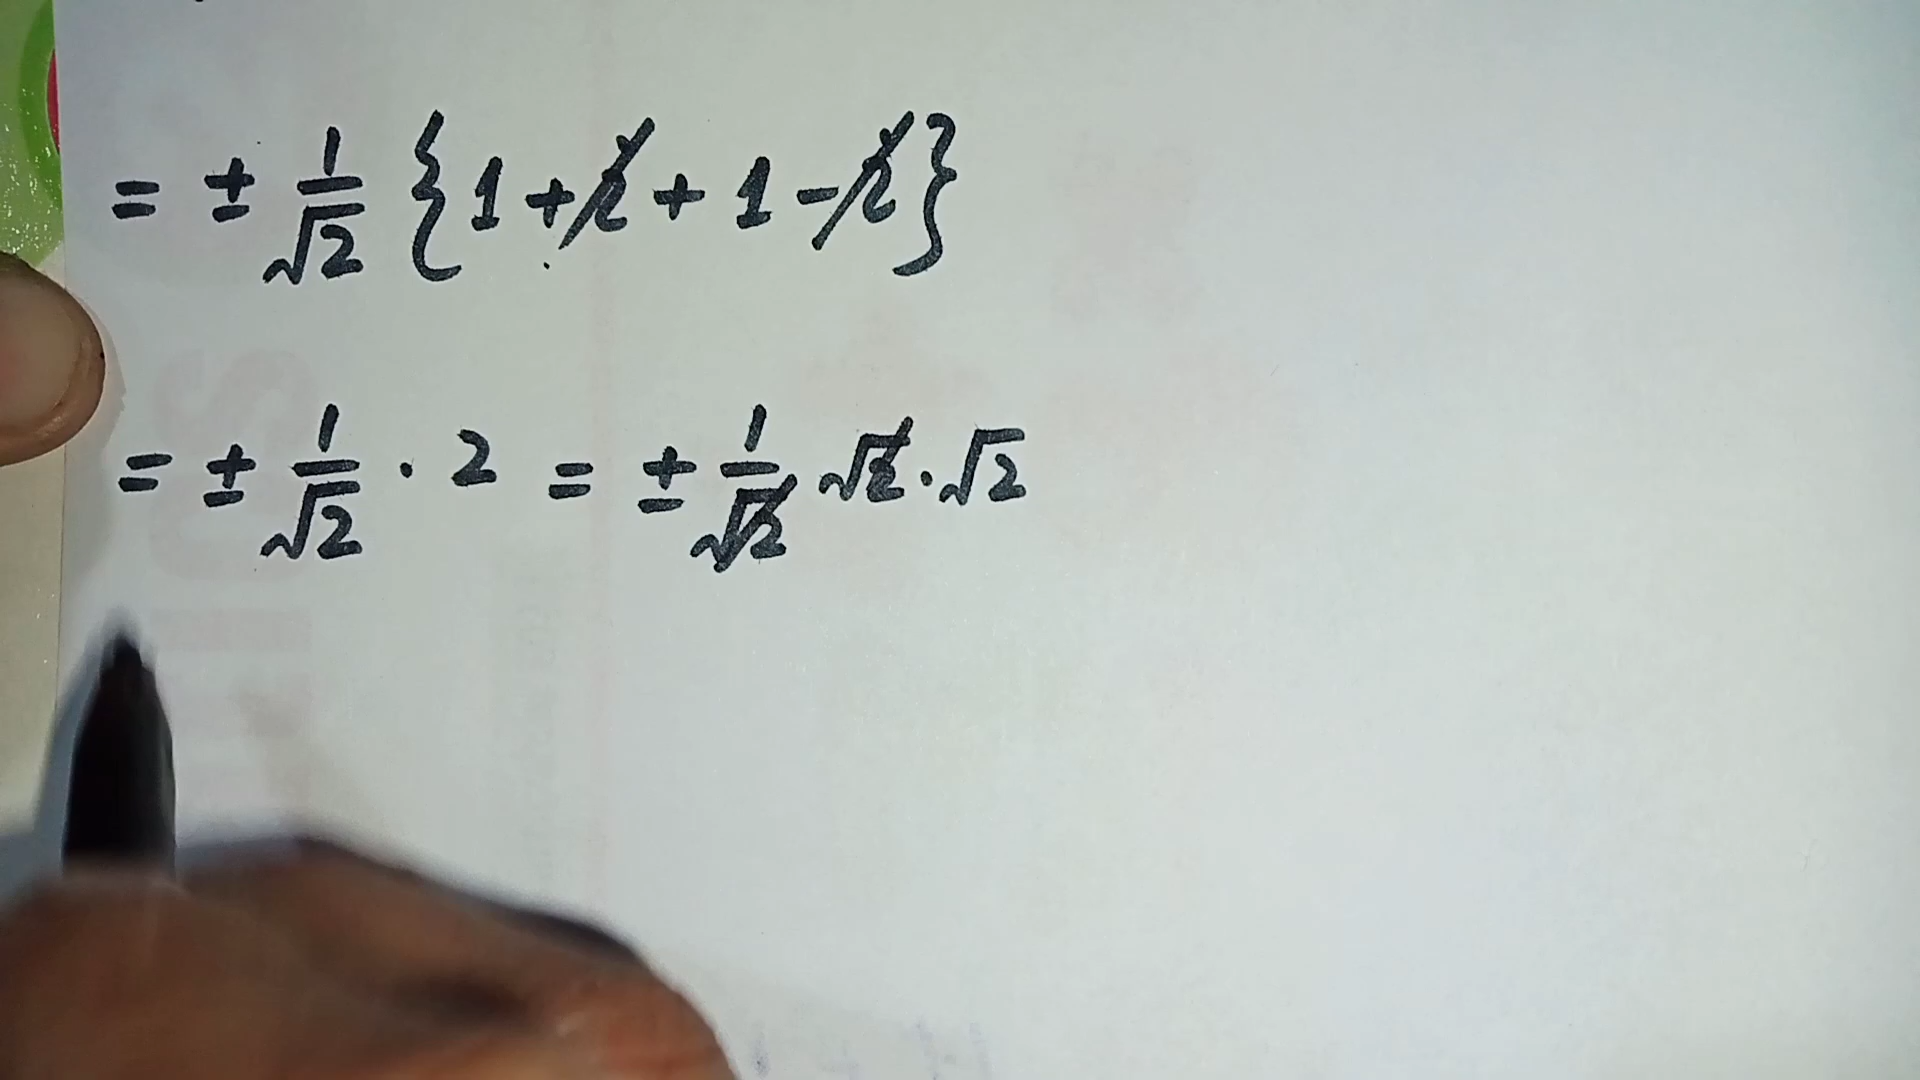 = ± 1/√2 {1 + i + 1 - i}
= ± 1/√2 · 2 = ± 1/√2 √2 · √2